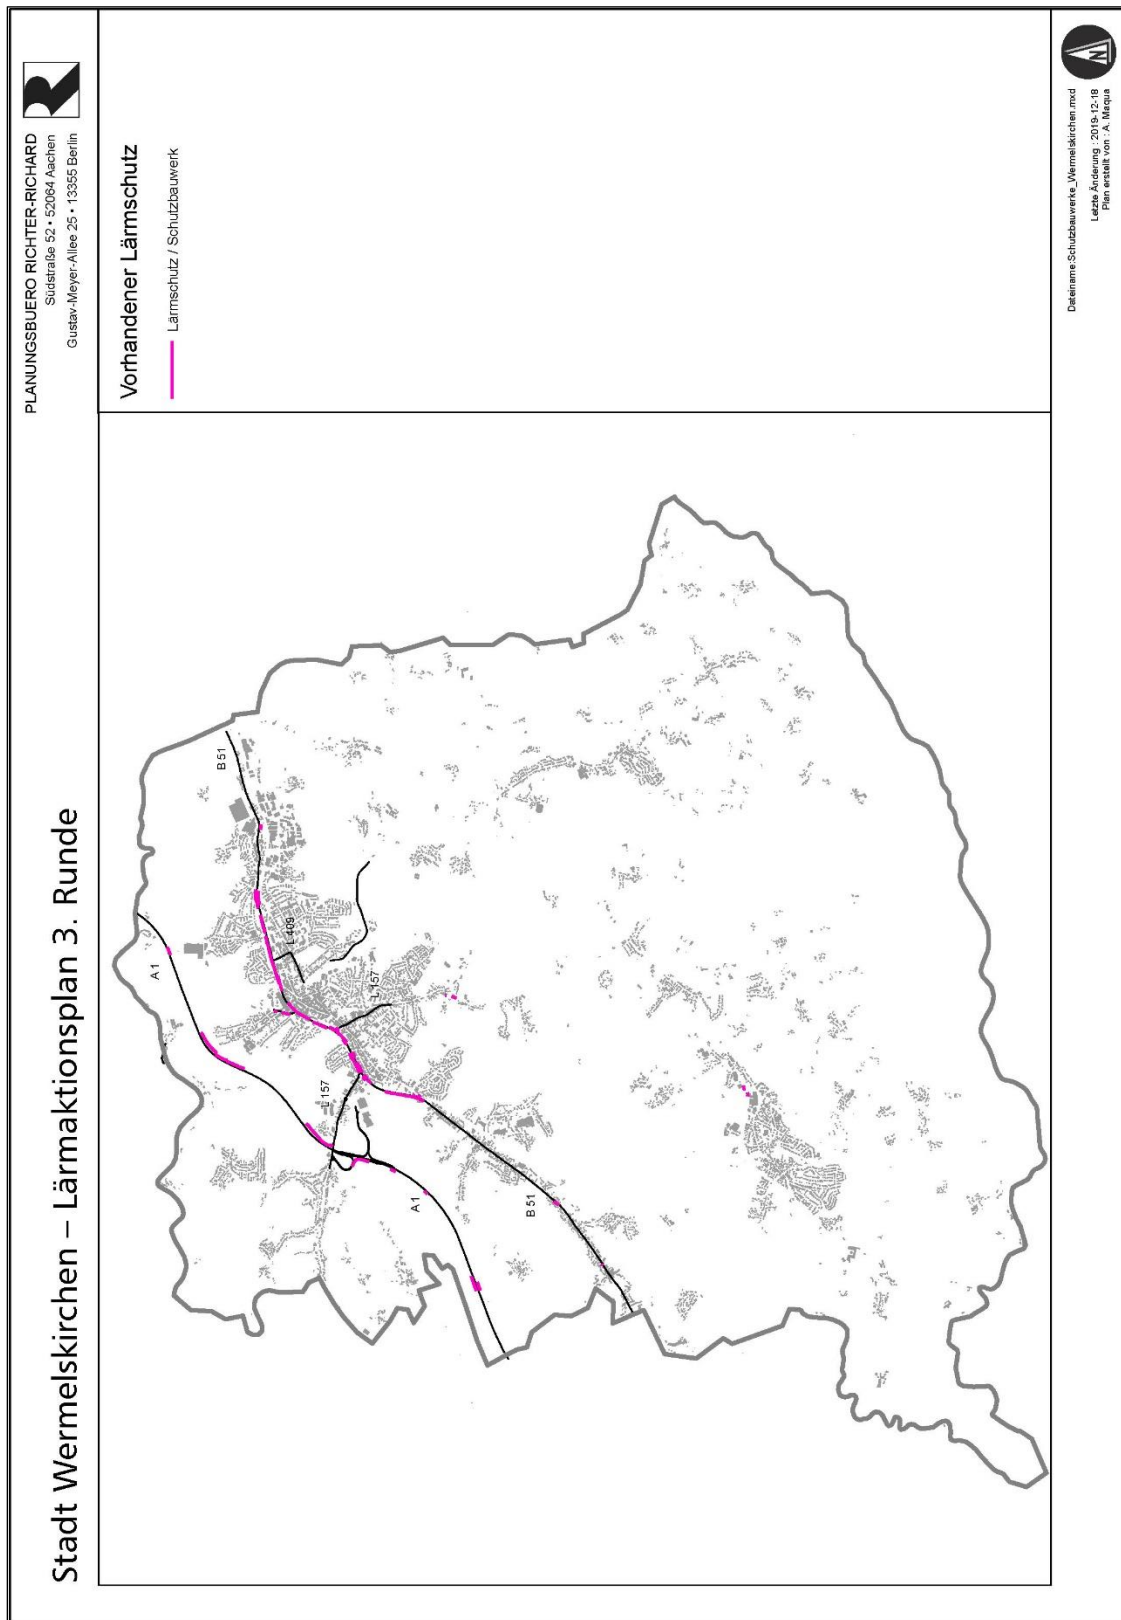 Stadt Wermelskirchen – Lärmaktionsplan 3. Runde
PLANUNGSBUERO RICHTER-RICHARD
Südstraße 52 • 52064 Aachen
Gustav-Meyer-Allee 25 • 13355 Berlin
Vorhandener Lärmschutz
Lärmschutz / Schutzbauwerk
A 1
B 51
L 409
L 157
L 157
A 1
B 51
N
Dateiname:Schutzbauwerke_Wermelskirchen.mxd
Letzte Änderung : 2019-12-18
Plan erstellt von : A. Maqua